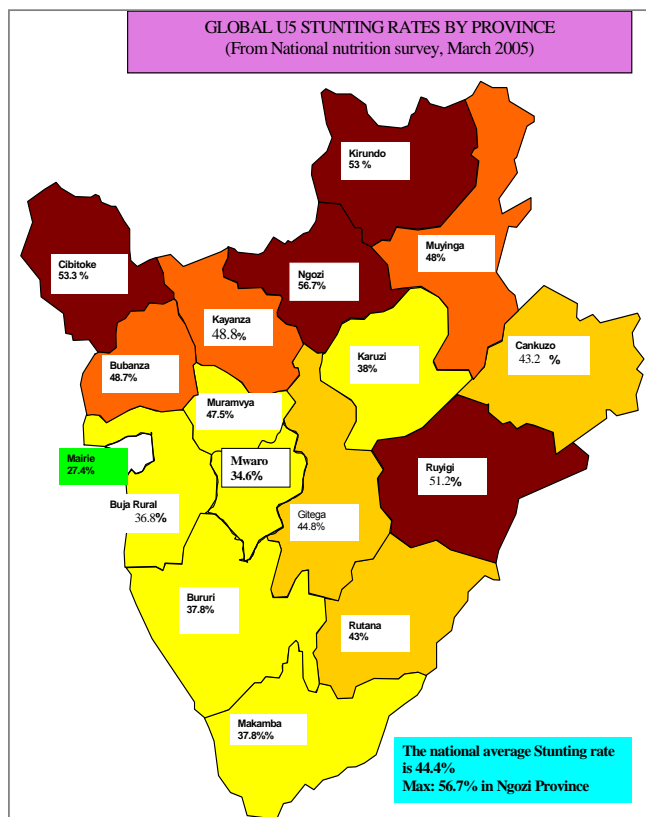 GLOBAL U5 STUNTING RATES BY PROVINCE
(From National nutrition survey, March 2005)
Kirundo
53 %
Muyinga
48%
Cibitoke
53.3 %
Ngozi
56.7%
Kayanza
48.8%
Cankuzo
43.2 %
Karuzi
38%
Bubanza
48.7%
Muramvya
47.5%
Mairie
27.4%
Mwaro
34.6%
Ruyigi
51.2%
Buja Rural
36.8%
Gitega
44.8%
Bururi
37.8%
Rutana
43%
Makamba
37.8%%
The national average Stunting rate
is 44.4%
Max: 56.7% in Ngozi Province